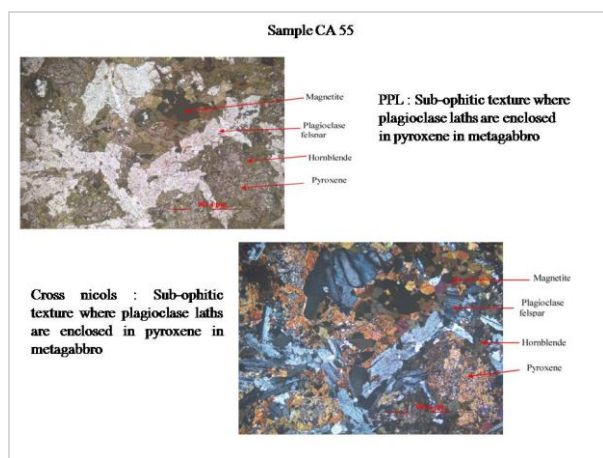 Sample CA 55
Magnetite
Plagioclase
felsnar
Hornblende
Pyroxene
PPL : Sub-ophitic texture where
plagioclase laths are enclosed
in pyroxene in metagabbro
Cross nicols : Sub-ophitic
texture where plagioclase laths
are enclosed in pyroxene in
metagabbro
Magnetite
Plagioclase
felspar
Hornblende
Pyroxene